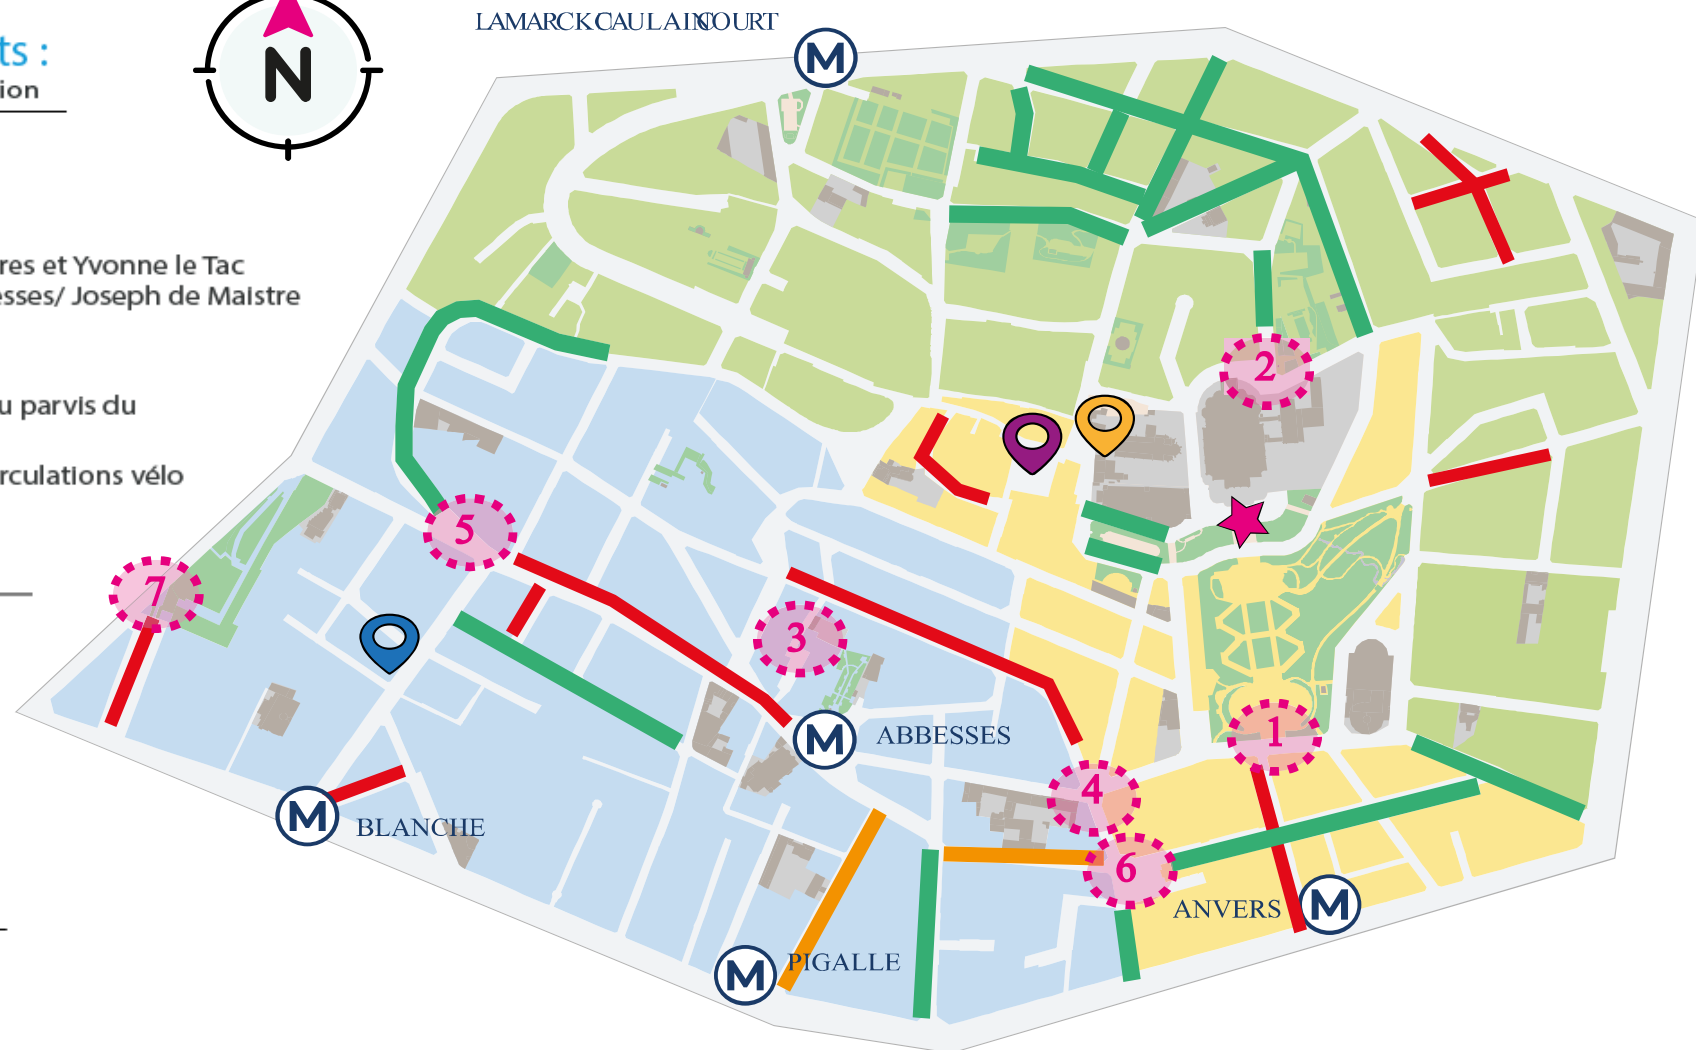 LAMARCK CAULAINCOURT
M
ts :
ion
N
res et Yvonne le Tac
esses/ Joseph de Maistre
2
u parvis du
rculations vélo
5
7
3
1
M
ABBESSES
4
M
BLANCHE
6
ANVERS
M
M
PIGALLE